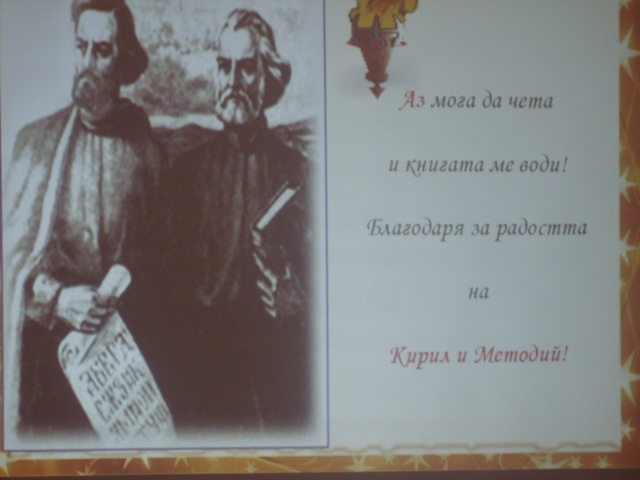 Аз мога да чета
и книгата ме води!
Благодаря за радостта
на
Кирил и Методий!